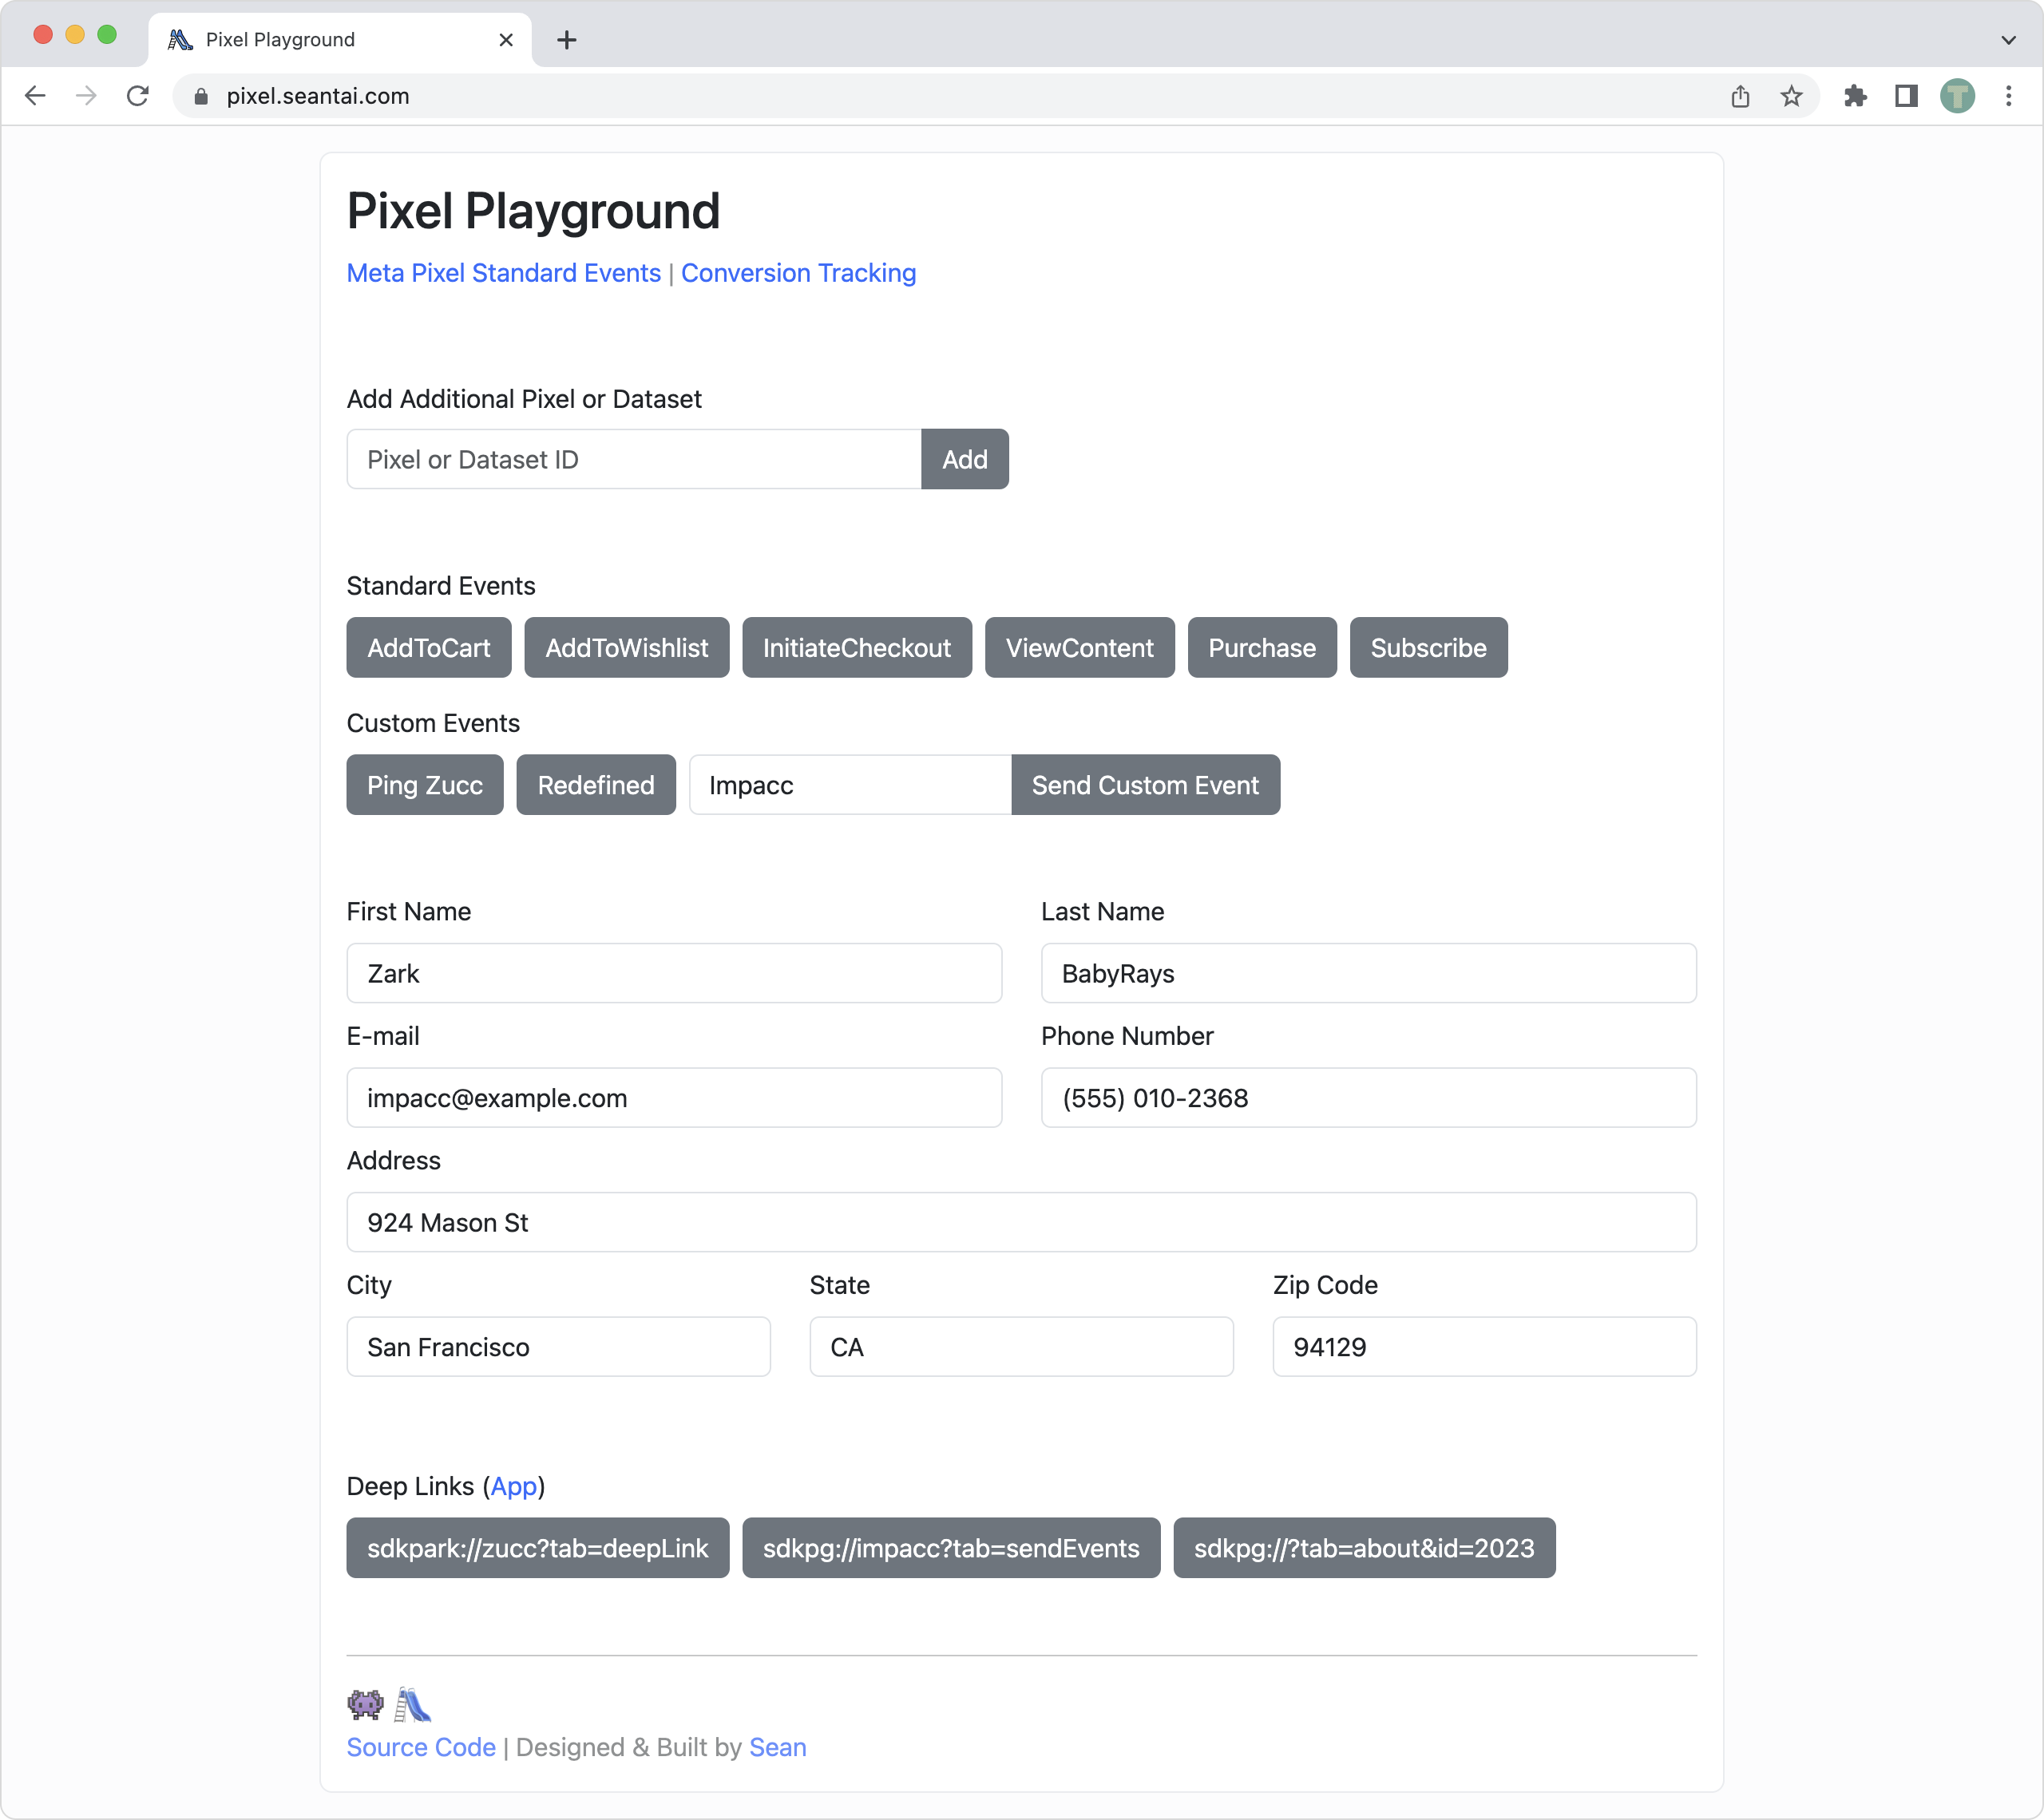 Pixel Playground
pixel.seantai.com
T
Pixel Playground
Meta Pixel Standard Events | Conversion Tracking
Add Additional Pixel or Dataset
Pixel or Dataset ID Add
Standard Events
AddToCart AddToWishlist InitiateCheckout ViewContent Purchase Subscribe
Custom Events
Ping Zucc Redefined Impacc Send Custom Event
First Name Last Name
Zark BabyRays
E-mail Phone Number
impacc@example.com (555) 010-2368
Address
924 Mason St
City State Zip Code
San Francisco CA 94129
Deep Links (App)
sdkpark://zucc?tab=deepLink sdkpg://impacc?tab=sendEvents sdkpg://?tab=about&id=2023
Source Code | Designed & Built by Sean